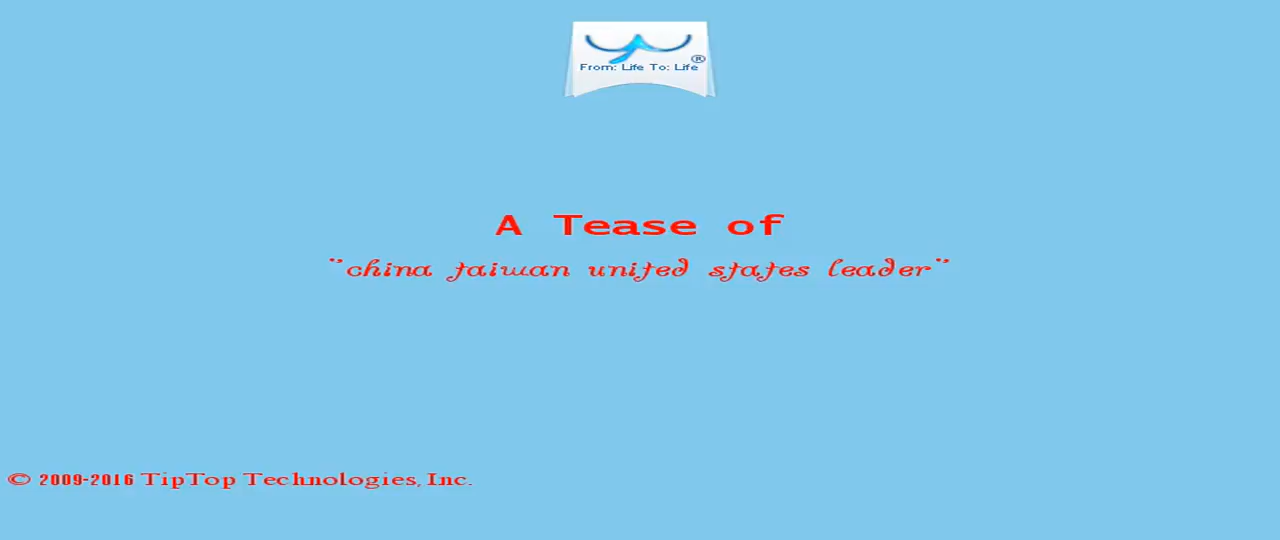 From: Life To: Life ®
A Tease of
"china taiwan united states leader"
© 2009-2016 TipTop Technologies, Inc.